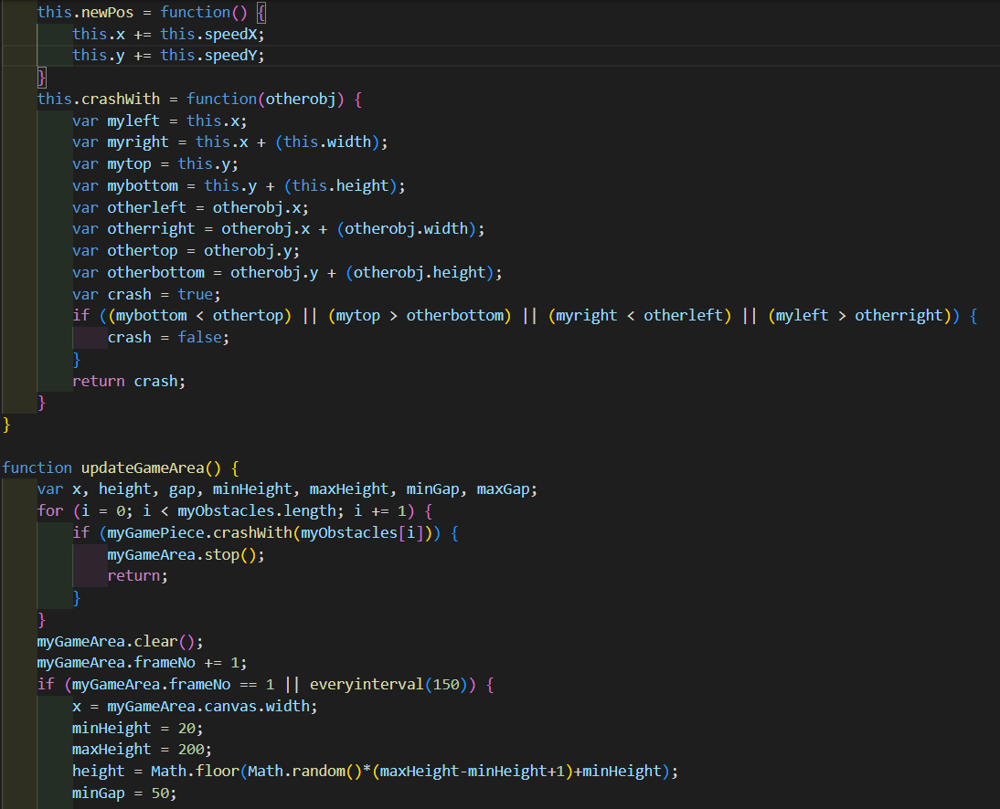 this.newPos = function() {
        this.x += this.speedX;
        this.y += this.speedY;
    }
    this.crashWith = function(otherobj) {
        var myleft = this.x;
        var myright = this.x + (this.width);
        var mytop = this.y;
        var mybottom = this.y + (this.height);
        var otherleft = otherobj.x;
        var otherright = otherobj.x + (otherobj.width);
        var othertop = otherobj.y;
        var otherbottom = otherobj.y + (otherobj.height);
        var crash = true;
        if ((mybottom < othertop) || (mytop > otherbottom) || (myright < otherleft) || (myleft > otherright)) {
            crash = false;
        }
        return crash;
    }
}

function updateGameArea() {
    var x, height, gap, minHeight, maxHeight, minGap, maxGap;
    for (i = 0; i < myObstacles.length; i += 1) {
        if (myGamePiece.crashWith(myObstacles[i])) {
            myGameArea.stop();
            return;
        }
    }
    myGameArea.clear();
    myGameArea.frameNo += 1;
    if (myGameArea.frameNo == 1 || everyinterval(150)) {
        x = myGameArea.canvas.width;
        minHeight = 20;
        maxHeight = 200;
        height = Math.floor(Math.random()*(maxHeight-minHeight+1)+minHeight);
        minGap = 50;